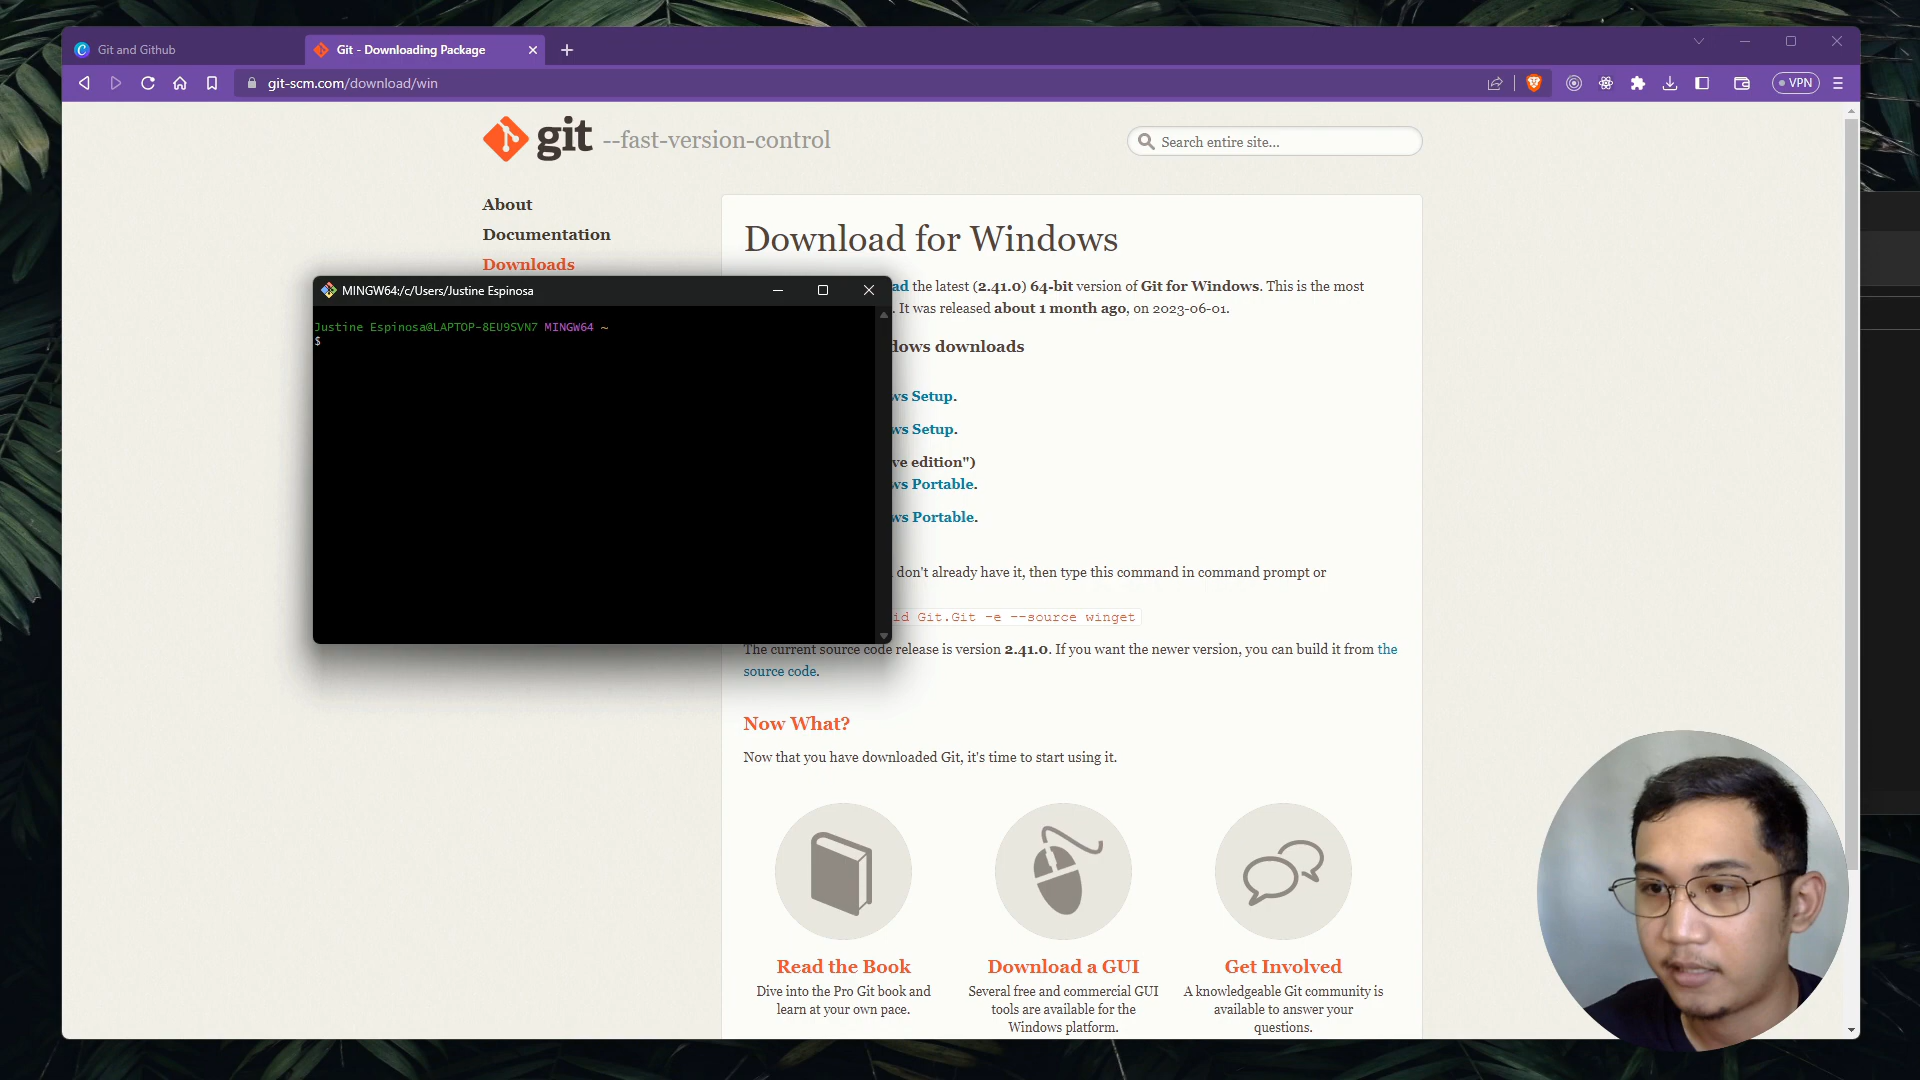 Git and Github
Git - Downloading Package
git-scm.com/download/win
VPN
git --fast-version-control
Search entire site...
About
Documentation
Downloads
Download for Windows
ad the latest (2.41.0) 64-bit version of Git for Windows. This is the most
. It was released about 1 month ago, on 2023-06-01.
dows downloads
ws Setup.
ws Setup.
ve edition")
ws Portable.
ws Portable.
don't already have it, then type this command in command prompt or
id Git.Git -e --source winget
The current source code release is version 2.41.0. If you want the newer version, you can build it from the
source code.
Now What?
Now that you have downloaded Git, it's time to start using it.
Read the Book
Dive into the Pro Git book and
learn at your own pace.
Download a GUI
Several free and commercial GUI
tools are available for the
Windows platform.
Get Involved
A knowledgeable Git community is
available to answer your
questions.
MINGW64:/c/Users/Justine Espinosa
Justine Espinosa@LAPTOP-8EU9SVN7 MINGW64 ~
$